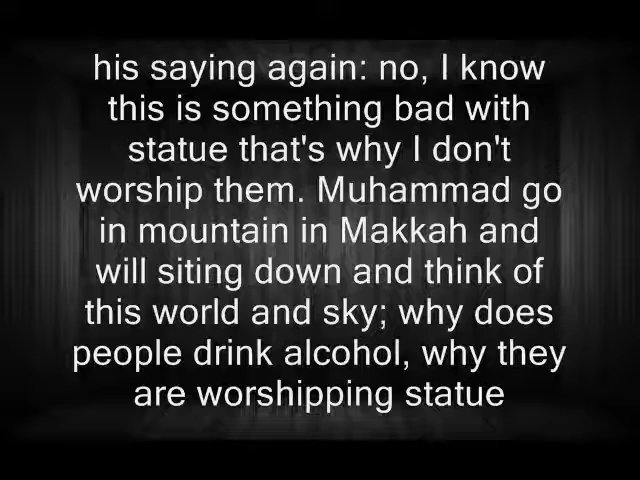 his saying again: no, I know
this is something bad with
statue that's why I don't
worship them. Muhammad go
in mountain in Makkah and
will siting down and think of
this world and sky; why does
people drink alcohol, why they
are worshipping statue